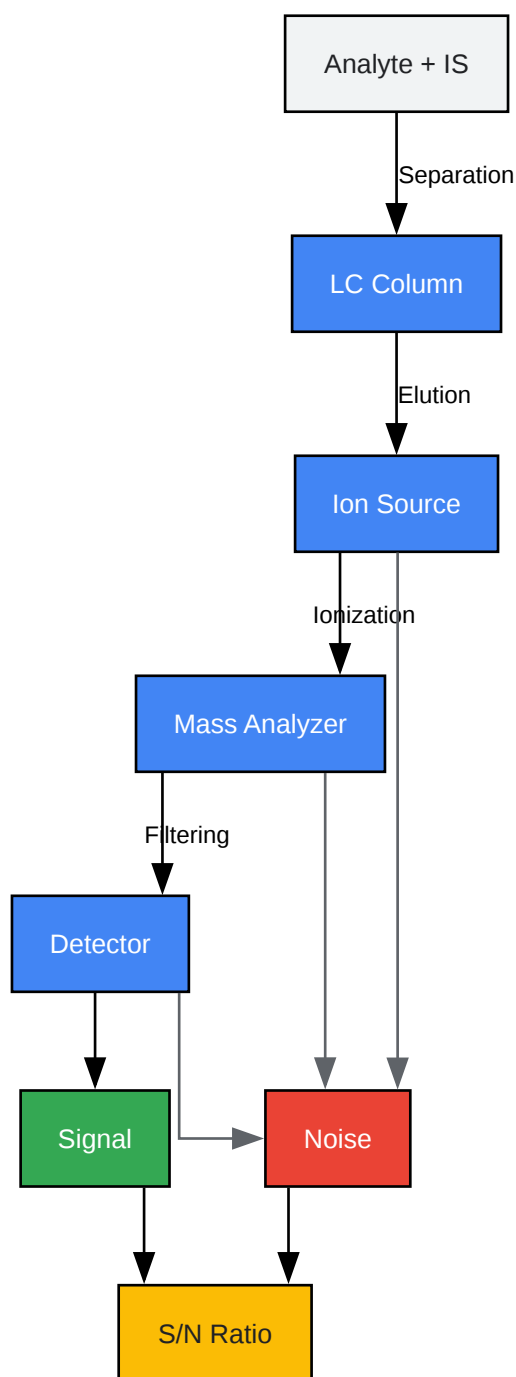 Analyte + IS
Separation
LC Column
Elution
Ion Source
Ionization
Mass Analyzer
Filtering
Detector
Signal
Noise
S/N Ratio